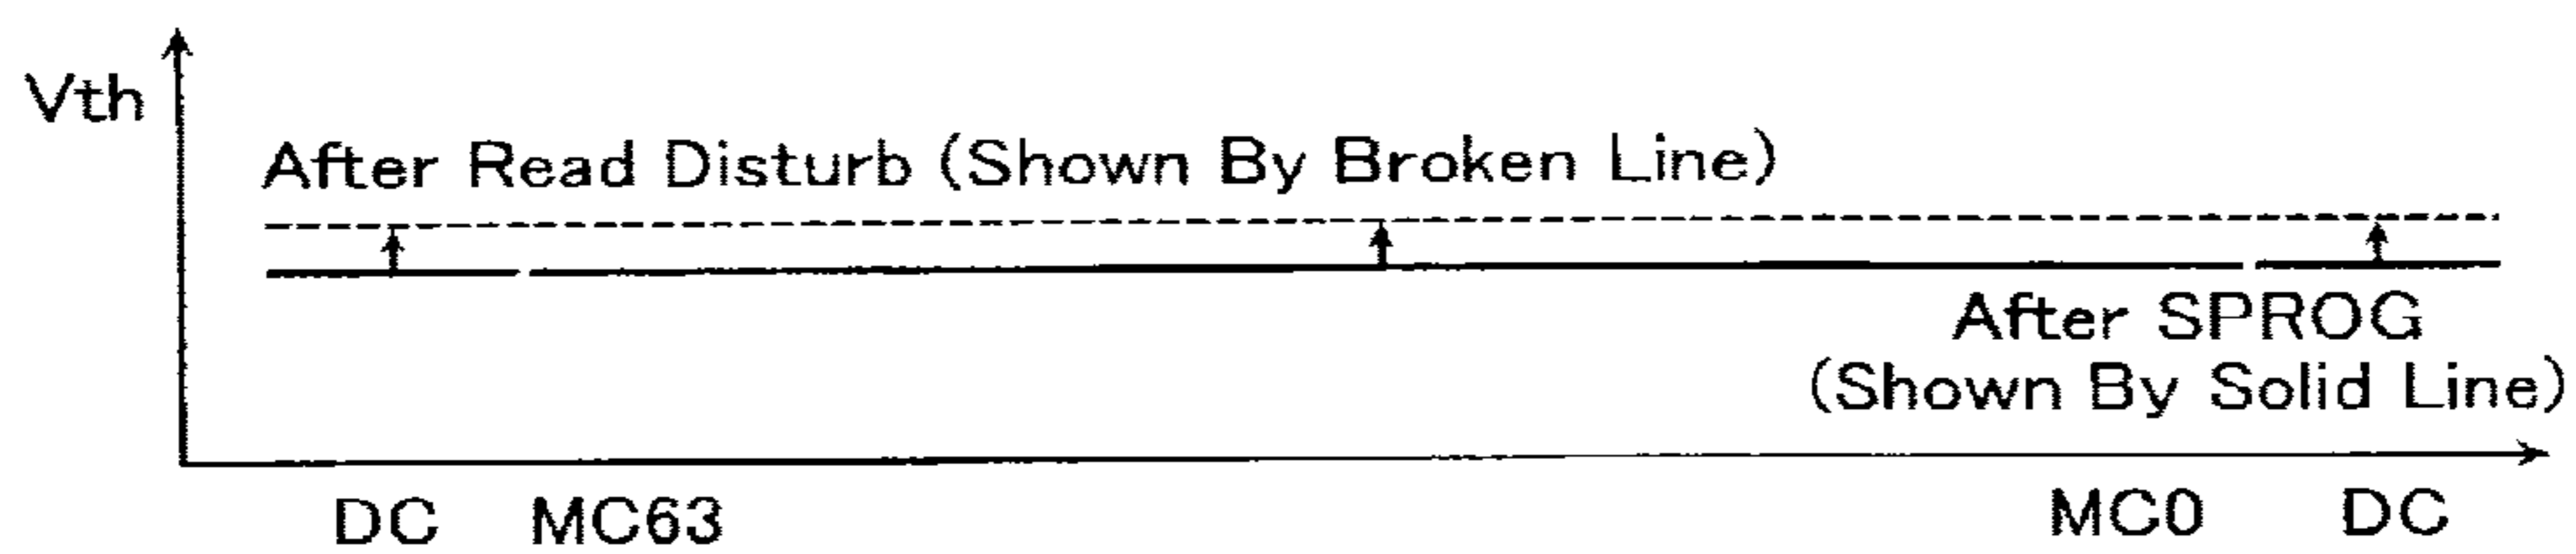 Vth
After Read Disturb (Shown By Broken Line)
After SPROG
(Shown By Solid Line)
DC MC63 MC0 DC